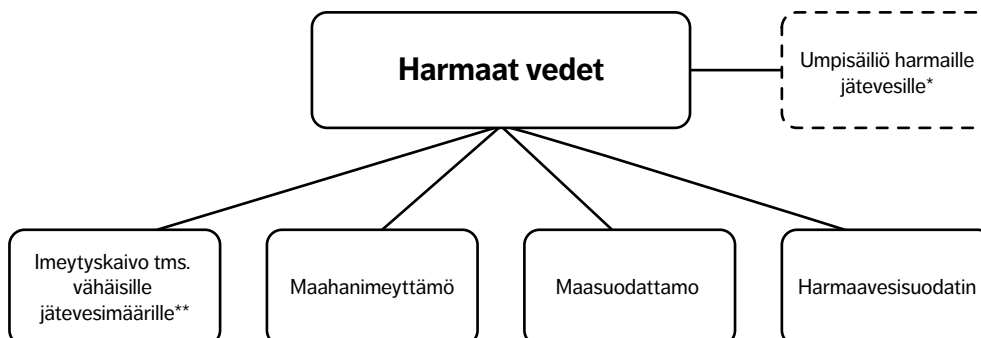 Harmaat vedet
Umpisäiliö harmaille
jätevesille*
Imeytyskaivo tms.
vähäisille
jätevesimäärille**
Maahanimeyttämö
Maasuodattamo
Harmaavesisuodatin